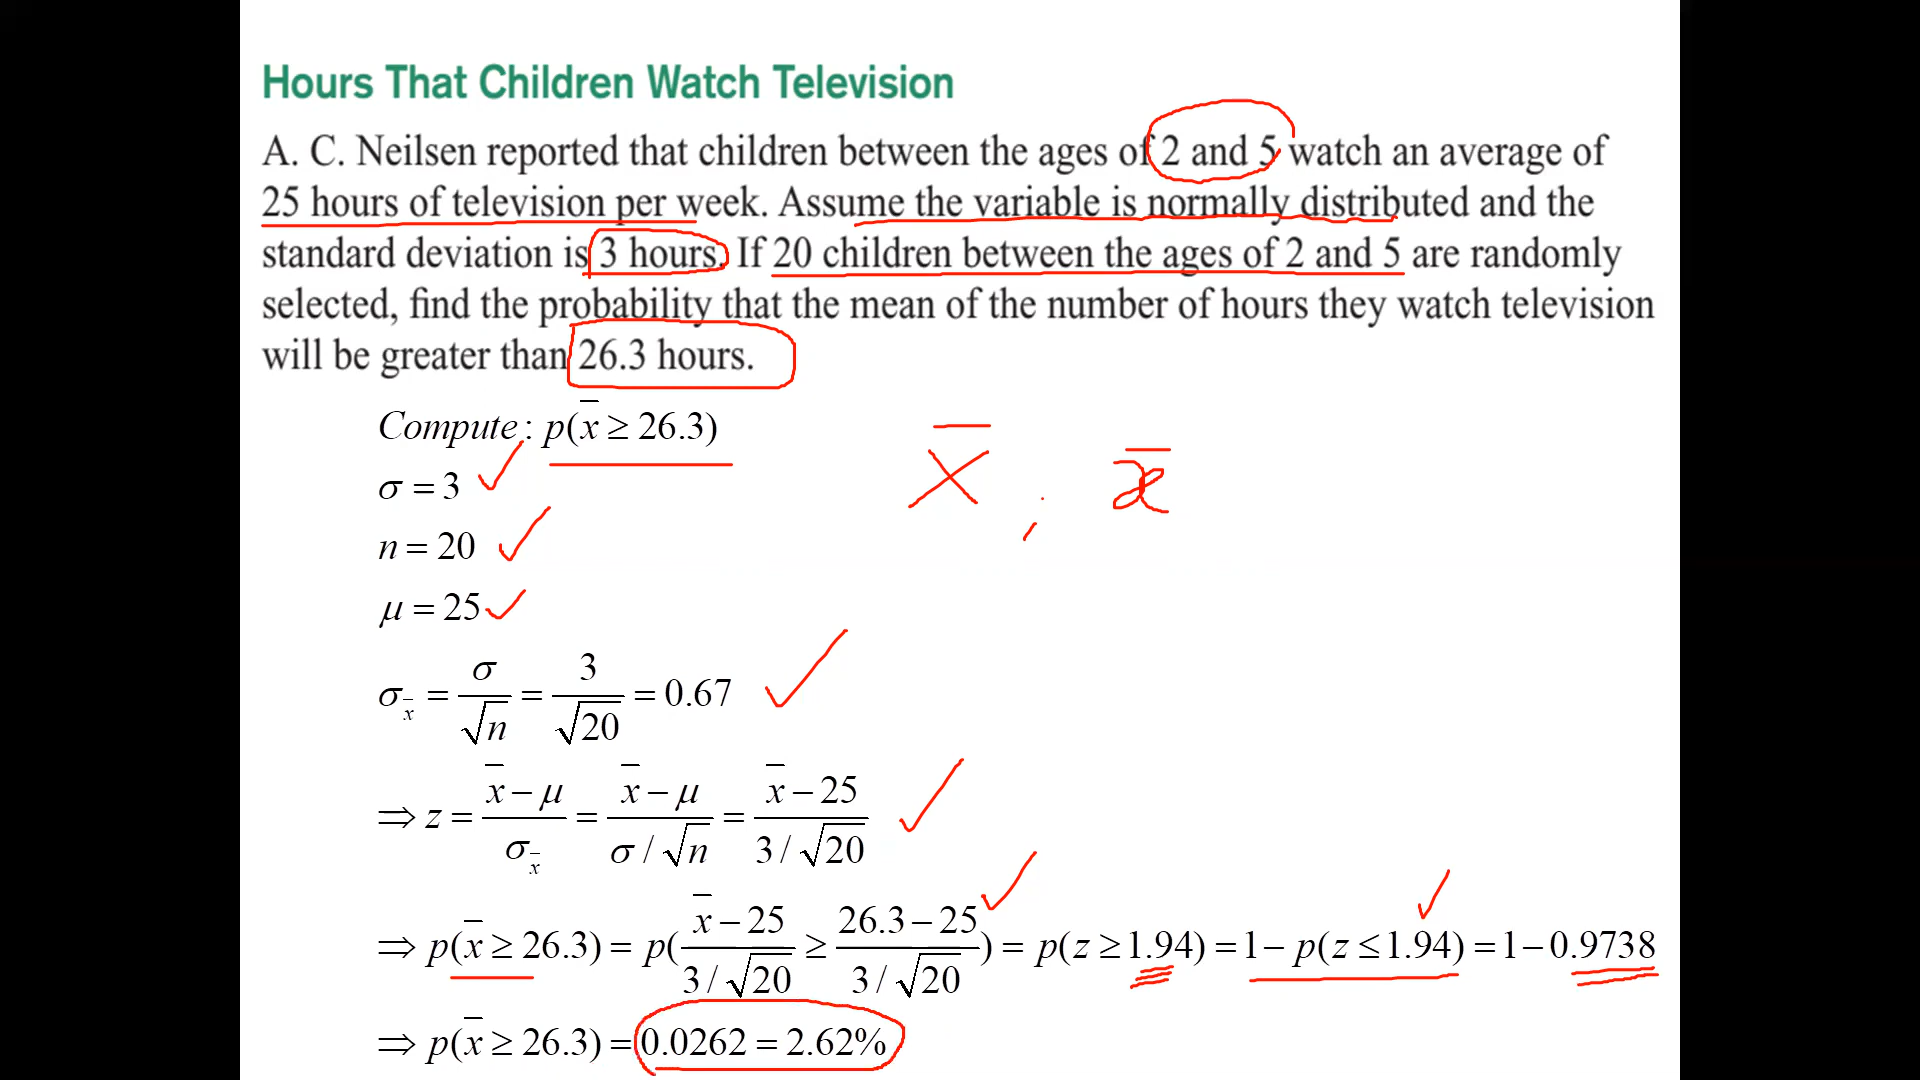 Hours That Children Watch Television
A. C. Neilsen reported that children between the ages of 2 and 5 watch an average of
25 hours of television per week. Assume the variable is normally distributed and the
standard deviation is 3 hours. If 20 children between the ages of 2 and 5 are randomly
selected, find the probability that the mean of the number of hours they watch television
will be greater than 26.3 hours.
Compute: p(x̄ ≥ 26.3)
X̄ , x̄
σ = 3
n = 20
μ = 25
σ_x̄ = σ/√n = 3/√20 = 0.67
⇒ z = (x̄ − μ)/σ_x̄ = (x̄ − μ)/(σ / √n) = (x̄ − 25)/(3 / √20)
⇒ p(x̄ ≥ 26.3) = p((x̄ − 25)/(3 / √20) ≥ (26.3 − 25)/(3 / √20)) = p(z ≥ 1.94) = 1 − p(z ≤ 1.94) = 1 − 0.9738
⇒ p(x̄ ≥ 26.3) = 0.0262 = 2.62%